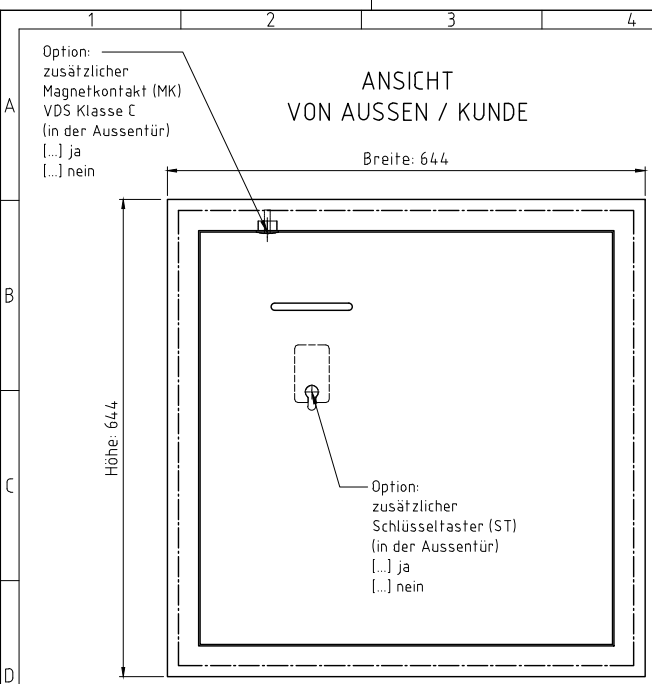 1 2 3 4
Option:
zusätzlicher
Magnetkontakt (MK)
VDS Klasse C
(in der Aussentür)
[...] ja
[...] nein
ANSICHT
VON AUSSEN / KUNDE
Breite: 644
A
B
C
D
Höhe: 644
Option:
zusätzlicher
Schlüsseltaster (ST)
(in der Aussentür)
[...] ja
[...] nein